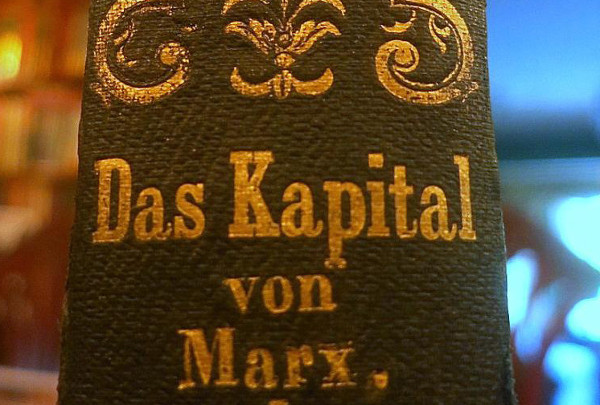 Das Kapital
von
Marx.